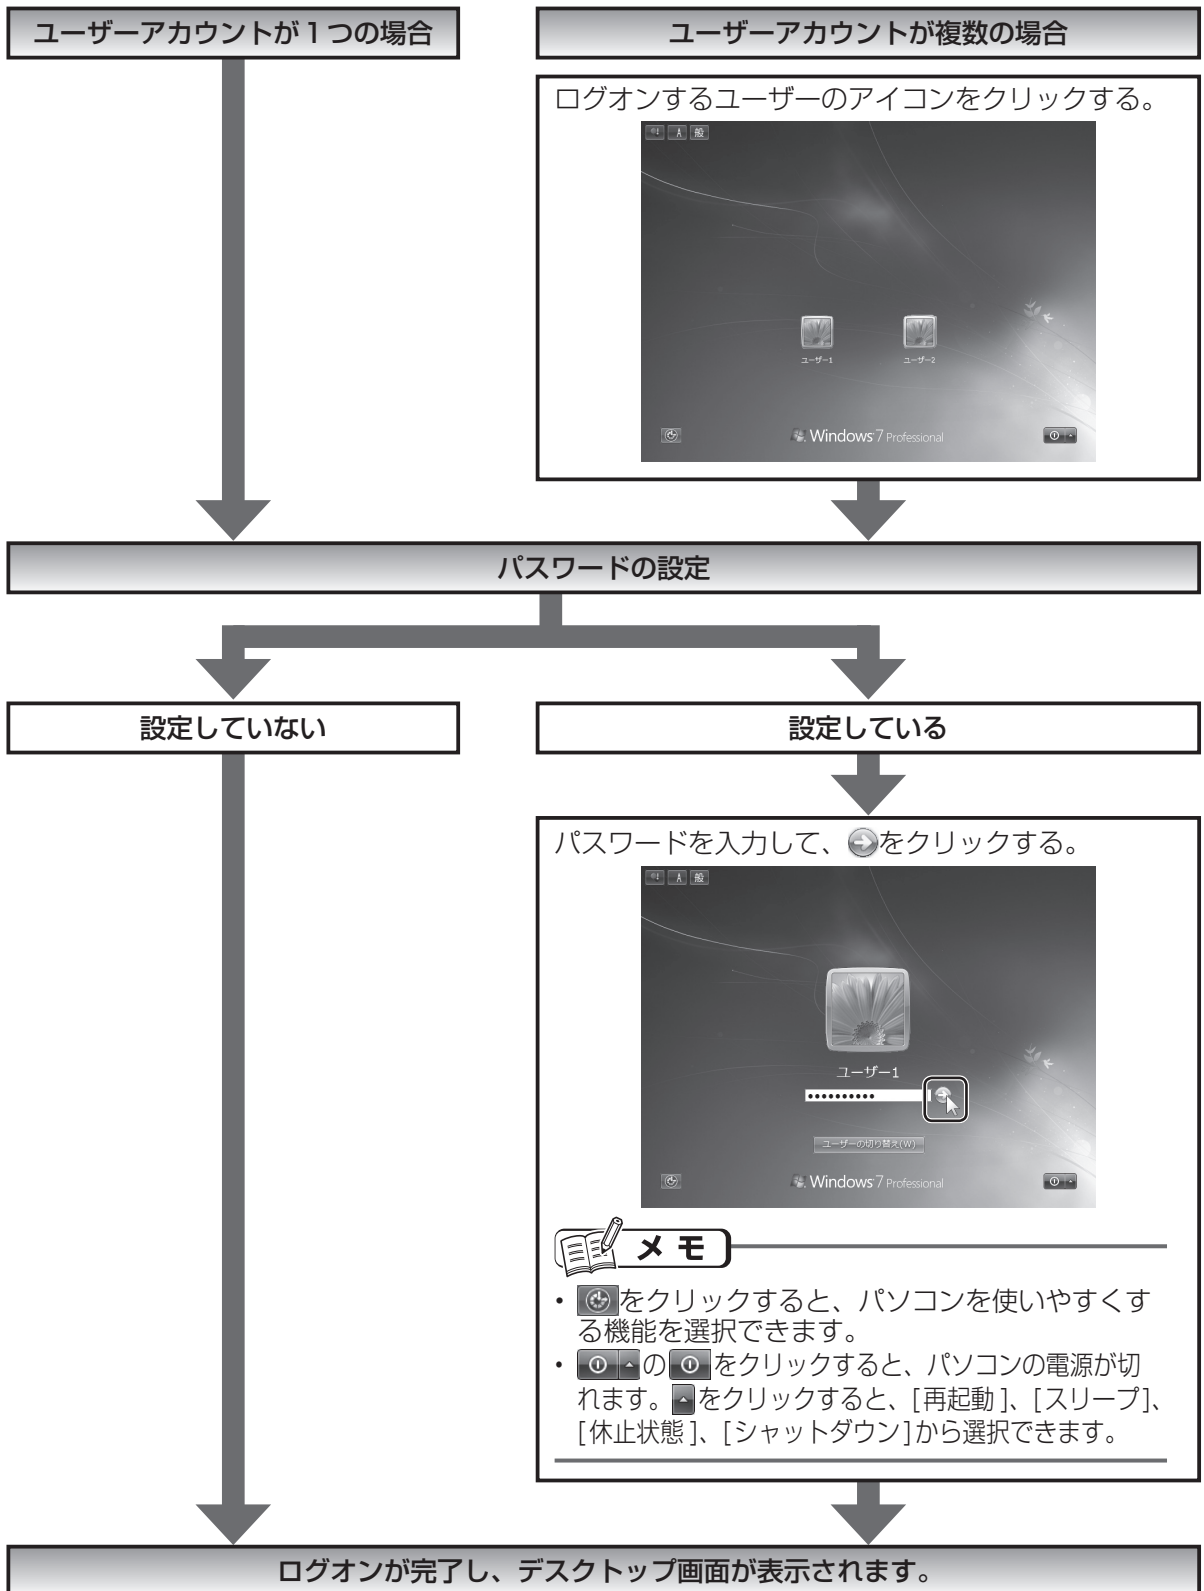 ユーザーアカウントが1つの場合
ユーザーアカウントが複数の場合
ログオンするユーザーのアイコンをクリックする。
A 般
ユーザー1
ユーザー2
Windows 7 Professional
パスワードの設定
設定していない
設定している
パスワードを入力して、をクリックする。
A 般
ユーザー1
ユーザーの切り替え(W)
Windows 7 Professional
メモ
・をクリックすると、パソコンを使いやすくす
る機能を選択できます。
・のをクリックすると、パソコンの電源が切
れます。をクリックすると、[再起動]、[スリープ]、
[休止状態]、[シャットダウン]から選択できます。
ログオンが完了し、デスクトップ画面が表示されます。